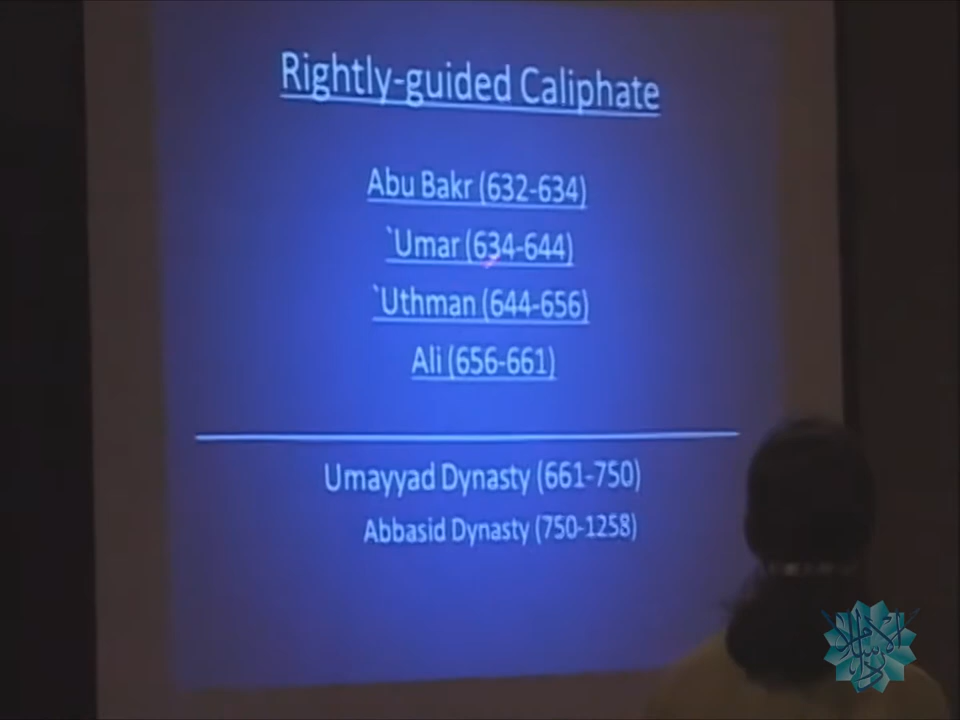 Rightly-guided Caliphate
Abu Bakr (632-634)
`Umar (634-644)
`Uthman (644-656)
Ali (656-661)
Umayyad Dynasty (661-750)
Abbasid Dynasty (750-1258)